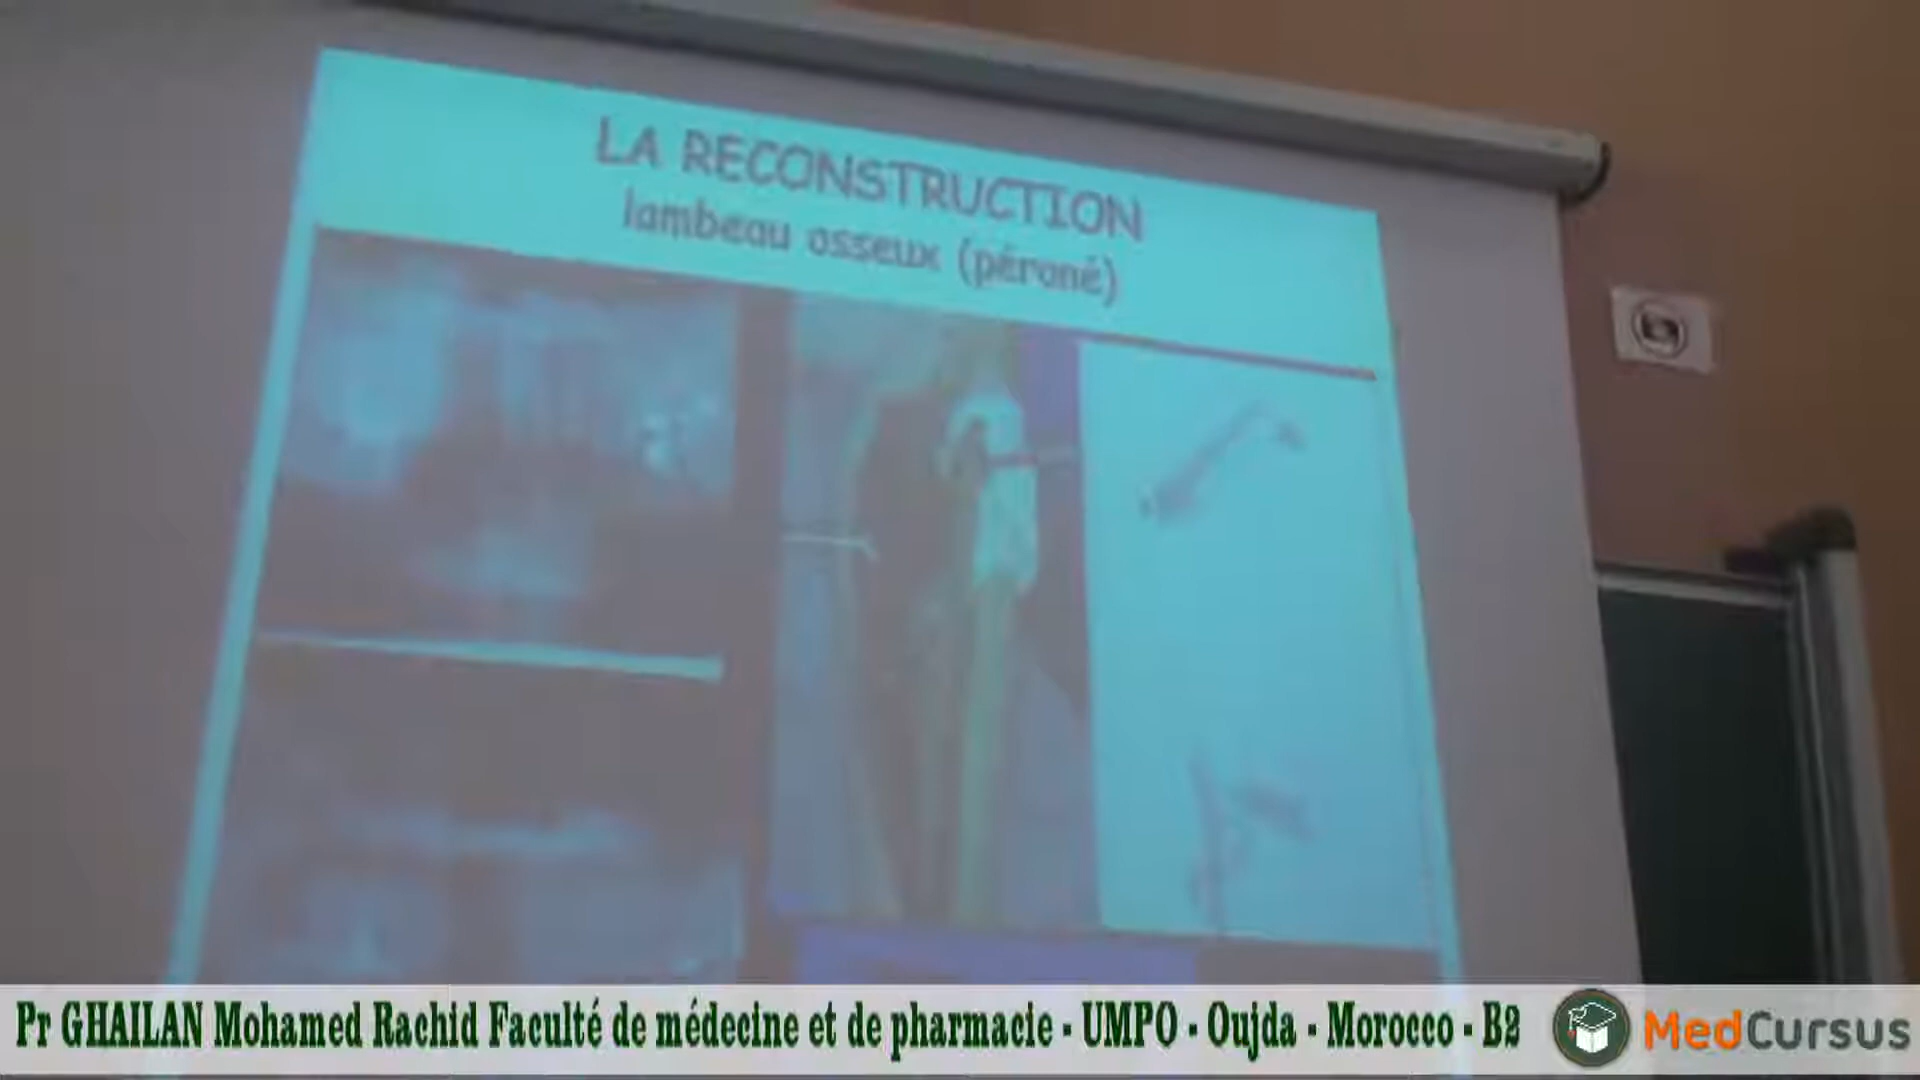 LA RECONSTRUCTION
lambeau osseux (péroné)
Pr GHAILAN Mohamed Rachid Faculté de médecine et de pharmacie - UMPO - Oujda - Morocco - B2
MedCursus